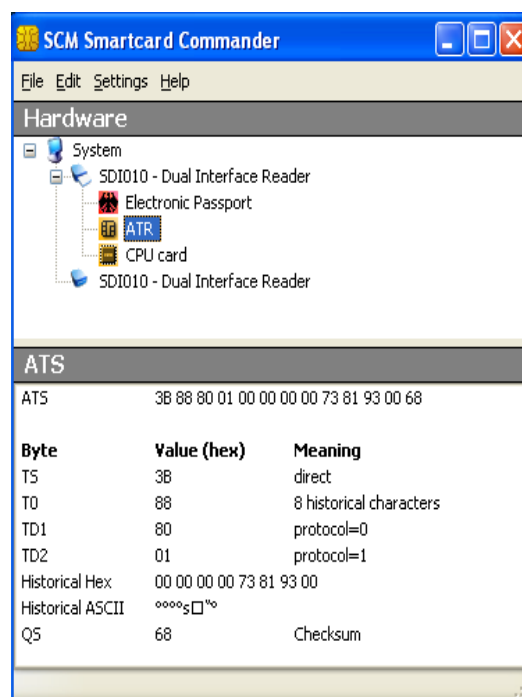 SCM Smartcard Commander
File Edit Settings Help
Hardware
System
SDI010 - Dual Interface Reader
Electronic Passport
ATR
CPU card
SDI010 - Dual Interface Reader
ATS
ATS 3B 88 80 01 00 00 00 00 73 81 93 00 68
Byte Value (hex) Meaning
TS 3B direct
T0 88 8 historical characters
TD1 80 protocol=0
TD2 01 protocol=1
Historical Hex 00 00 00 00 73 81 93 00
Historical ASCII °°°°s□"°
QS 68 Checksum